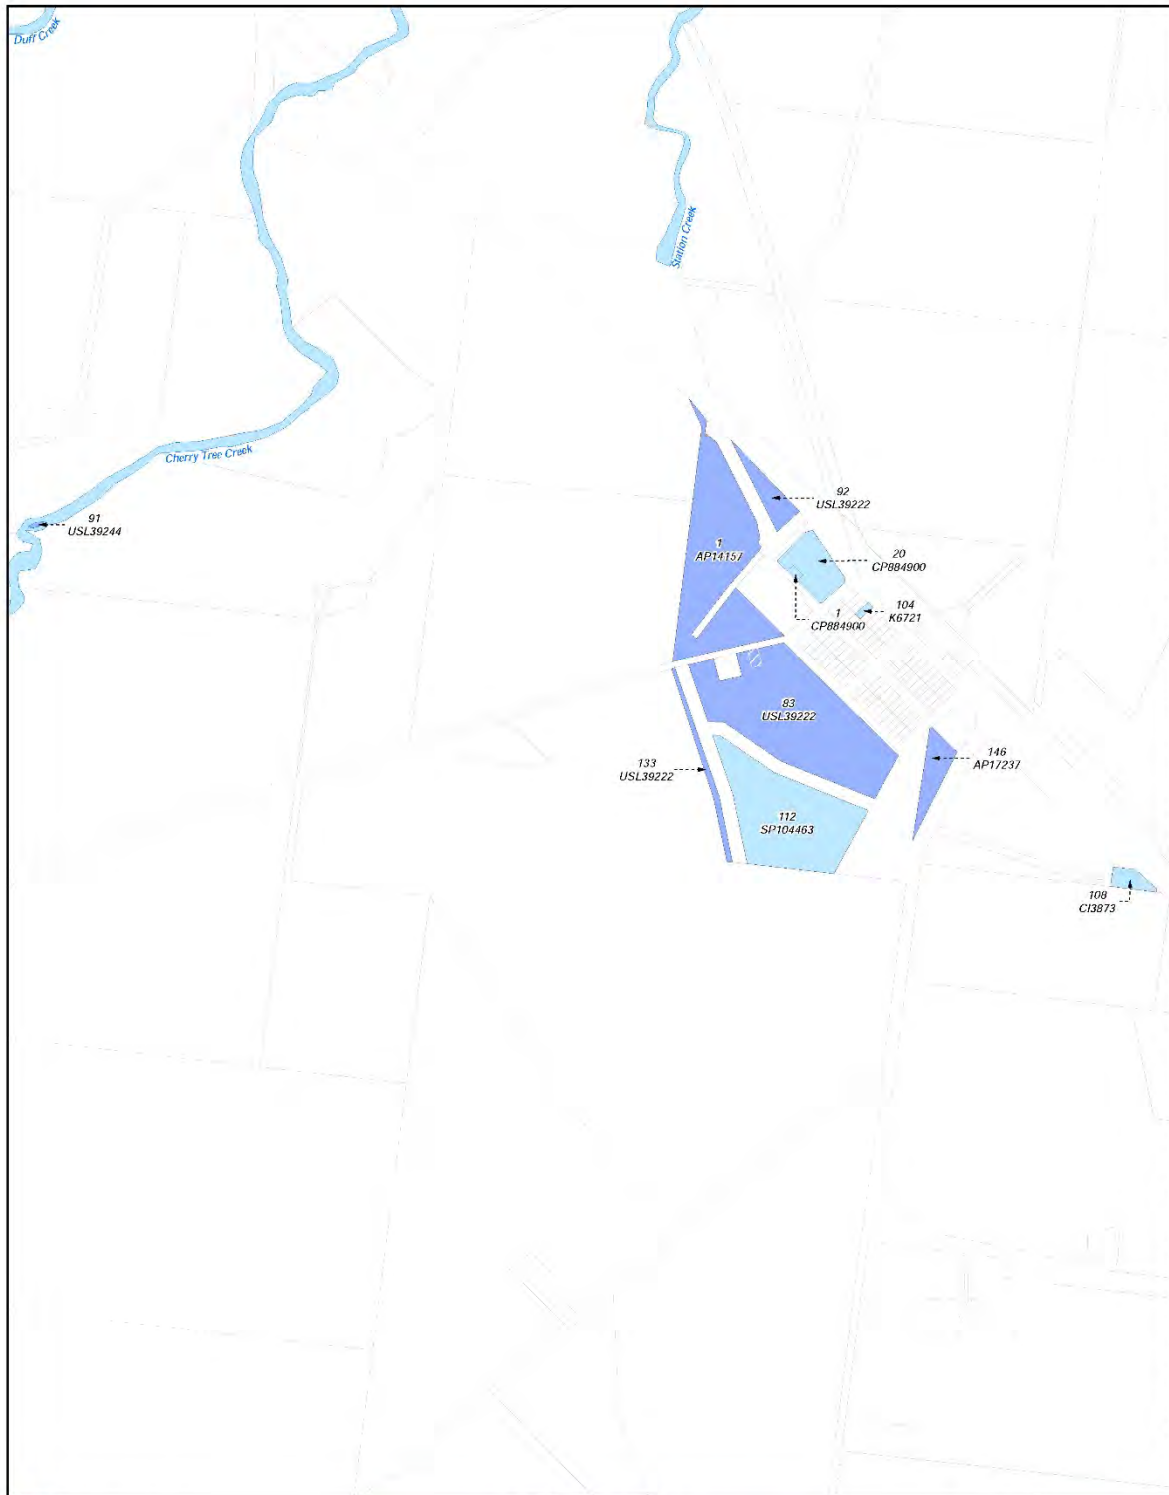 Duff Creek
Station Creek
Cherry Tree Creek
91
USL39244
92
USL39222
1
AP14157
20
CP884900
104
K6721
1
CP884900
83
USL39222
133
USL39222
146
AP17237
112
SP104463
108
CI3873